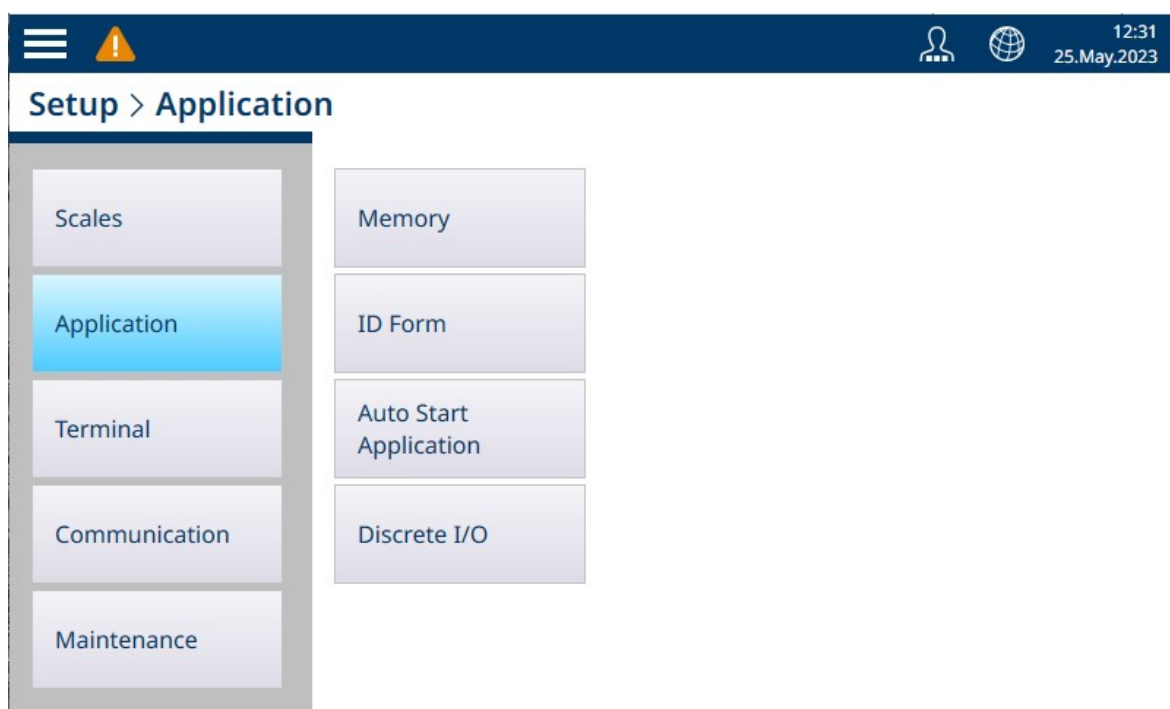 12:31
25.May.2023
Setup > Application
Scales
Memory
Application
ID Form
Terminal
Auto Start
Application
Communication
Discrete I/O
Maintenance